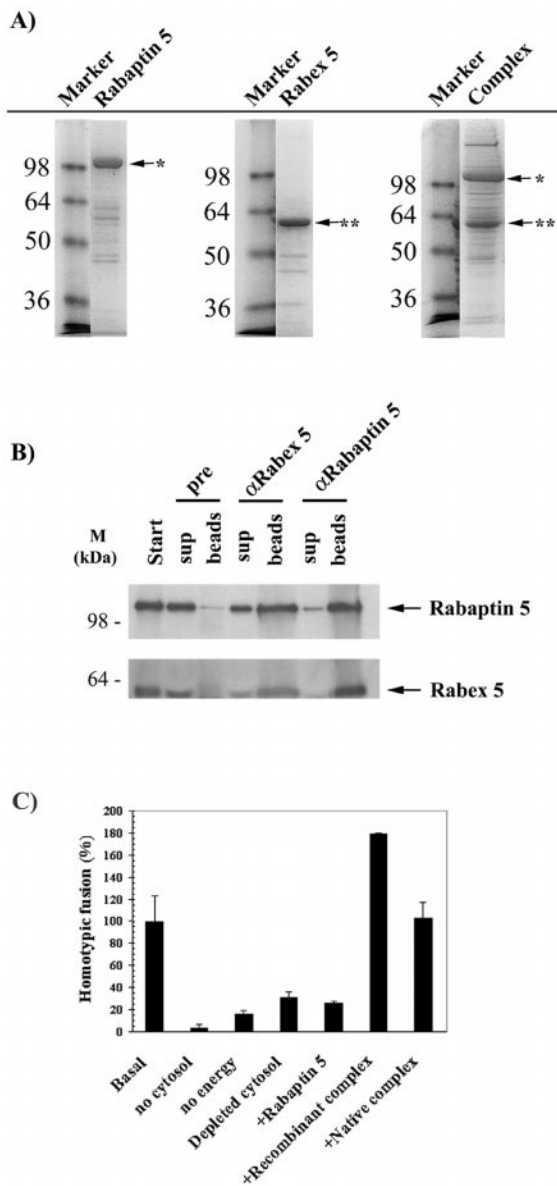 A)
Marker Rabaptin 5
Marker Rabex 5
Marker Complex
98
64
50
36
*
98
64
50
36
**
98
64
50
36
*
**
B)
pre αRabex 5 αRabaptin 5
M (kDa)
Start sup beads sup beads sup beads
98 -
Rabaptin 5
64 -
Rabex 5
C)
Homotypic fusion (%)
200
180
160
140
120
100
80
60
40
20
0
Basal
no cytosol
no energy
Depleted cytosol
+Rabaptin 5
+Recombinant complex
+Native complex